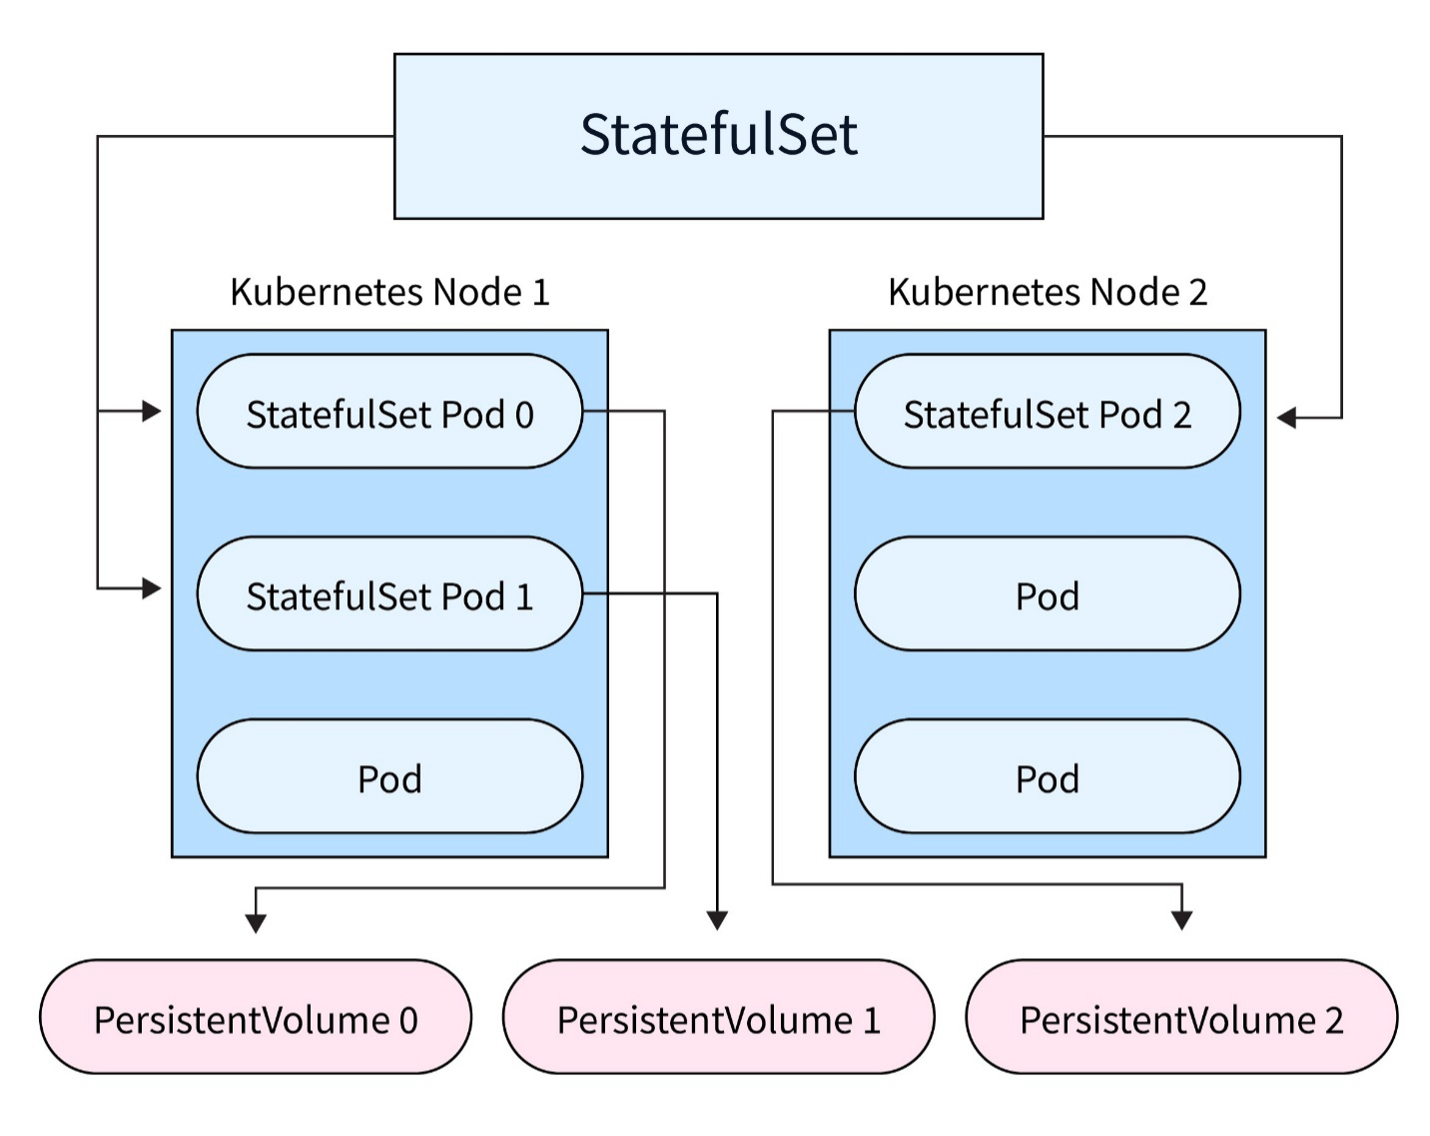 StatefulSet
Kubernetes Node 1
StatefulSet Pod 0
StatefulSet Pod 1
Pod
Kubernetes Node 2
StatefulSet Pod 2
Pod
Pod
PersistentVolume 0
PersistentVolume 1
PersistentVolume 2